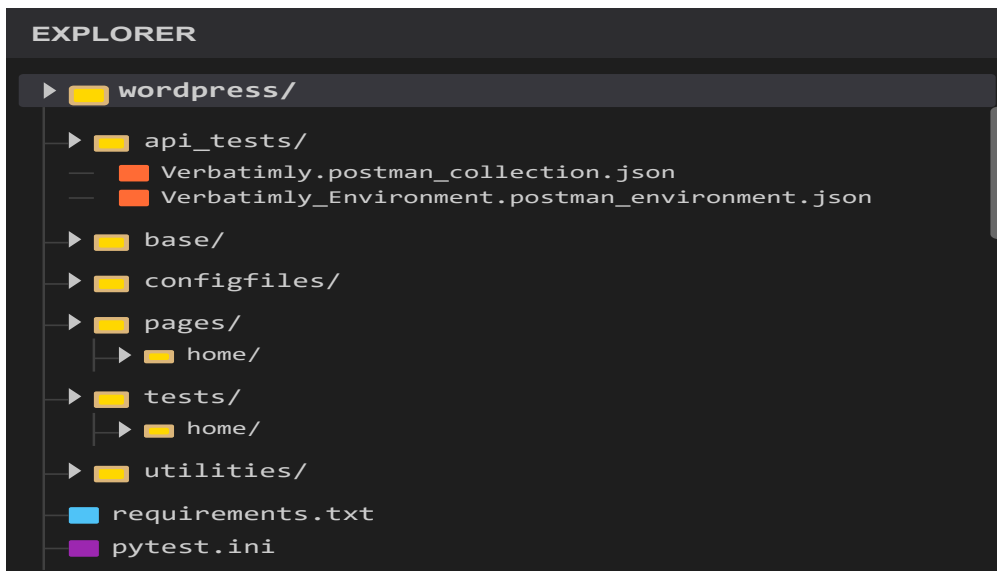 EXPLORER
wordpress/
api_tests/
Verbatimly.postman_collection.json
Verbatimly_Environment.postman_environment.json
base/
configfiles/
pages/
home/
tests/
home/
utilities/
requirements.txt
pytest.ini